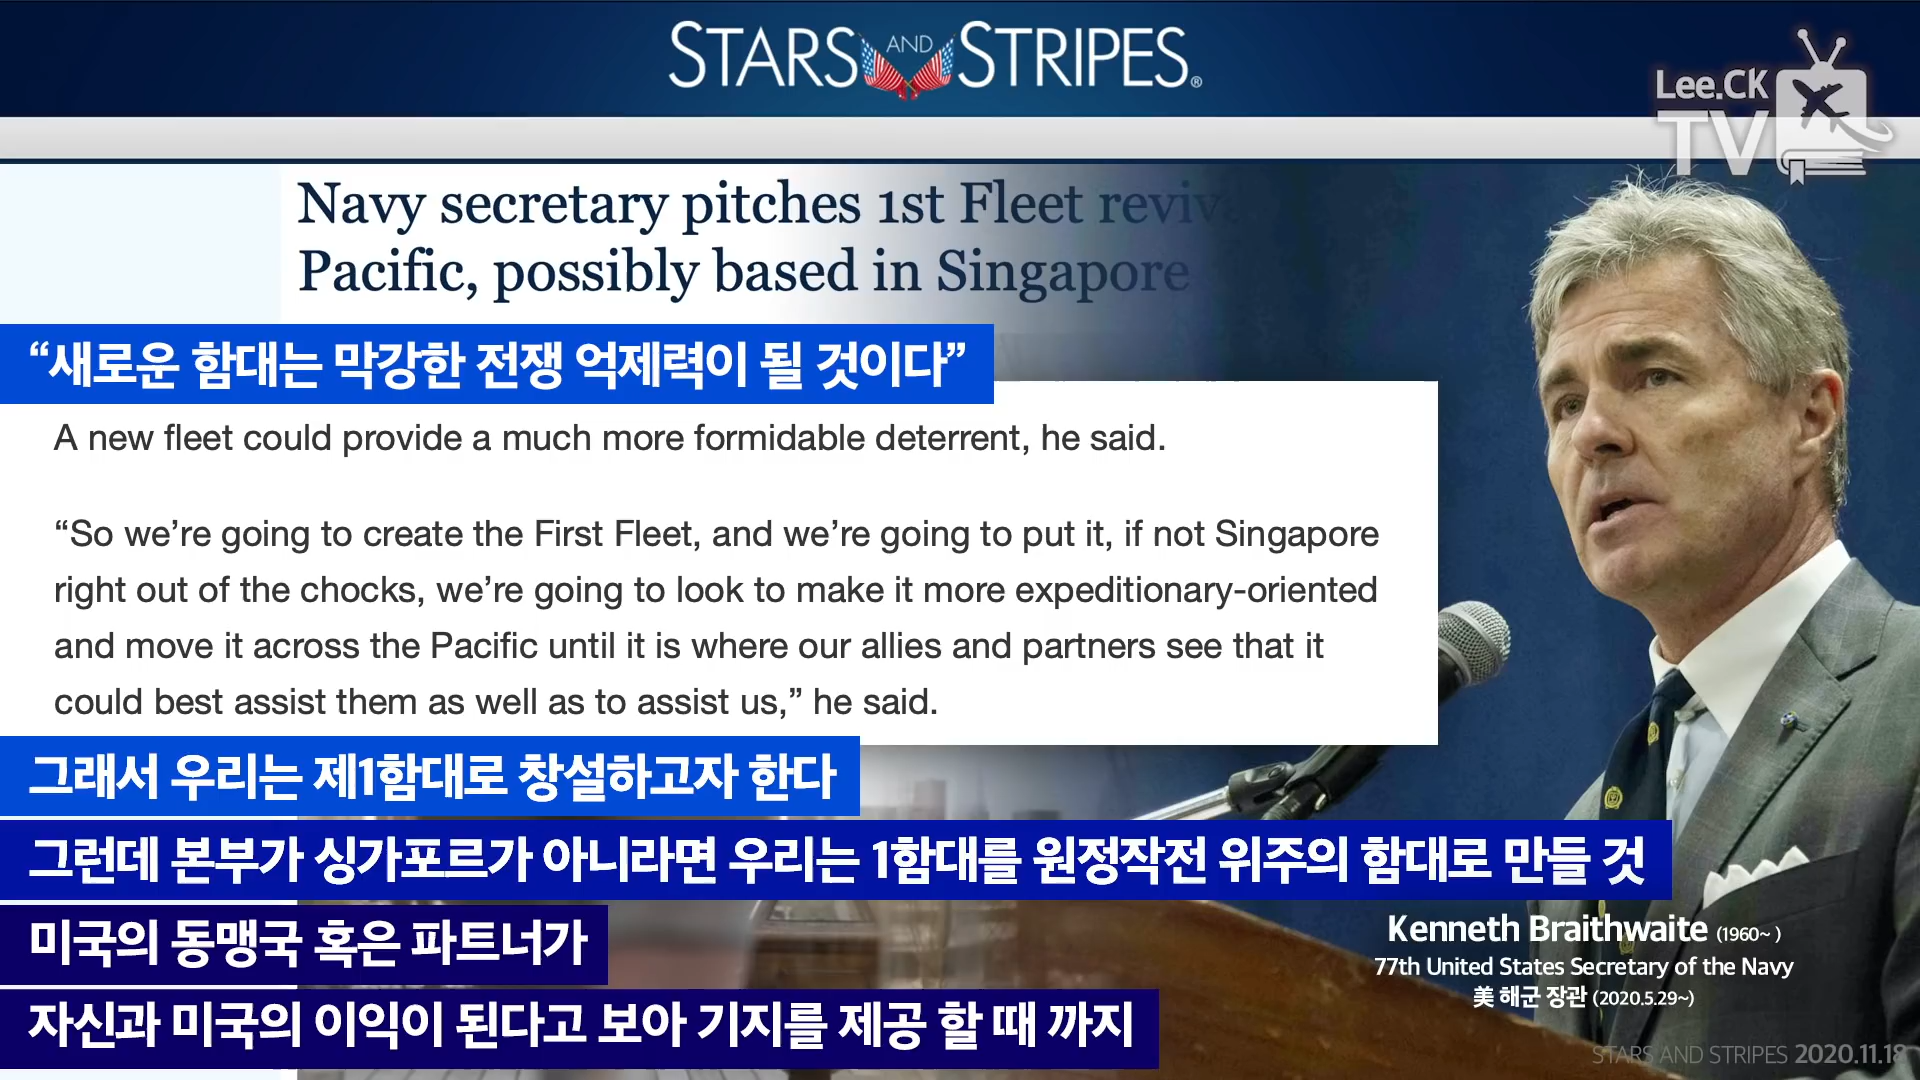 STARS AND STRIPES®
Lee.CK
TV
Navy secretary pitches 1st Fleet reviv
Pacific, possibly based in Singapore
“새로운 함대는 막강한 전쟁 억제력이 될 것이다”
A new fleet could provide a much more formidable deterrent, he said.
“So we’re going to create the First Fleet, and we’re going to put it, if not Singapore
right out of the chocks, we’re going to look to make it more expeditionary-oriented
and move it across the Pacific until it is where our allies and partners see that it
could best assist them as well as to assist us,” he said.
그래서 우리는 제1함대로 창설하고자 한다
그런데 본부가 싱가포르가 아니라면 우리는 1함대를 원정작전 위주의 함대로 만들 것
미국의 동맹국 혹은 파트너가
자신과 미국의 이익이 된다고 보아 기지를 제공 할 때 까지
Kenneth Braithwaite (1960~ )
77th United States Secretary of the Navy
美 해군 장관 (2020.5.29~)
STARS AND STRIPES 2020.11.18